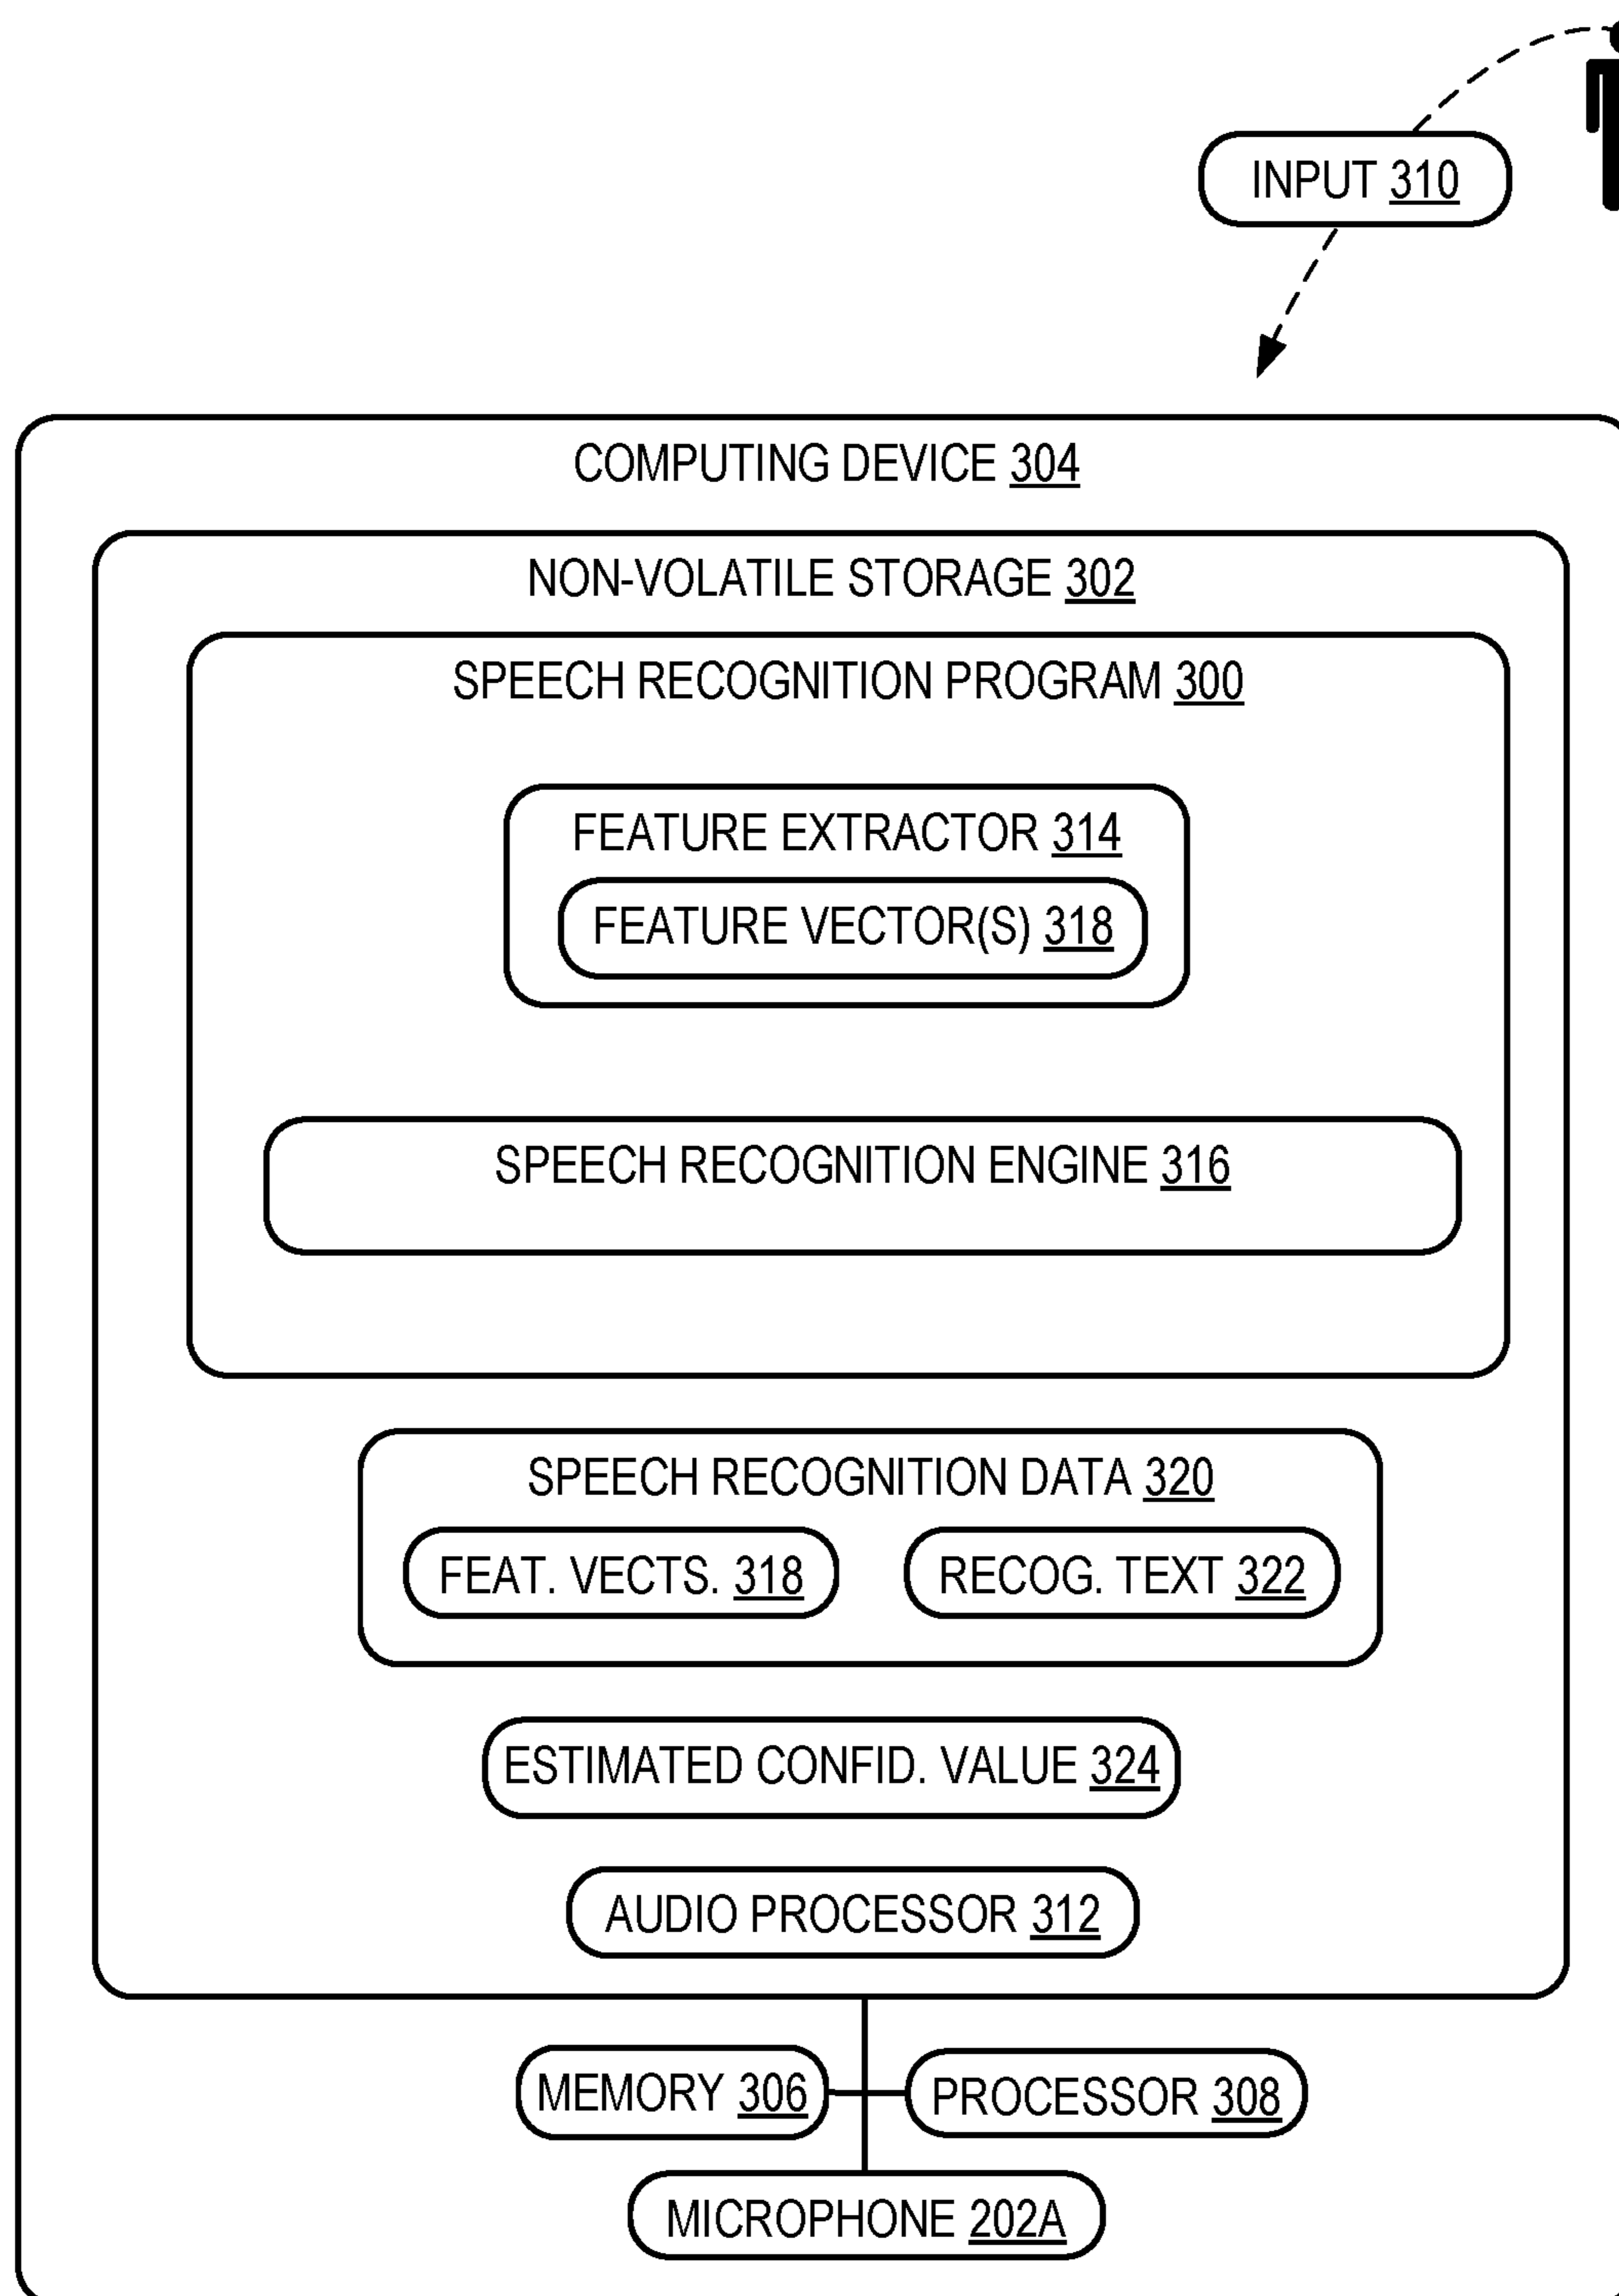 INPUT 310
COMPUTING DEVICE 304
NON-VOLATILE STORAGE 302
SPEECH RECOGNITION PROGRAM 300
FEATURE EXTRACTOR 314
FEATURE VECTOR(S) 318
SPEECH RECOGNITION ENGINE 316
SPEECH RECOGNITION DATA 320
FEAT. VECTS. 318
RECOG. TEXT 322
ESTIMATED CONFID. VALUE 324
AUDIO PROCESSOR 312
MEMORY 306
PROCESSOR 308
MICROPHONE 202A